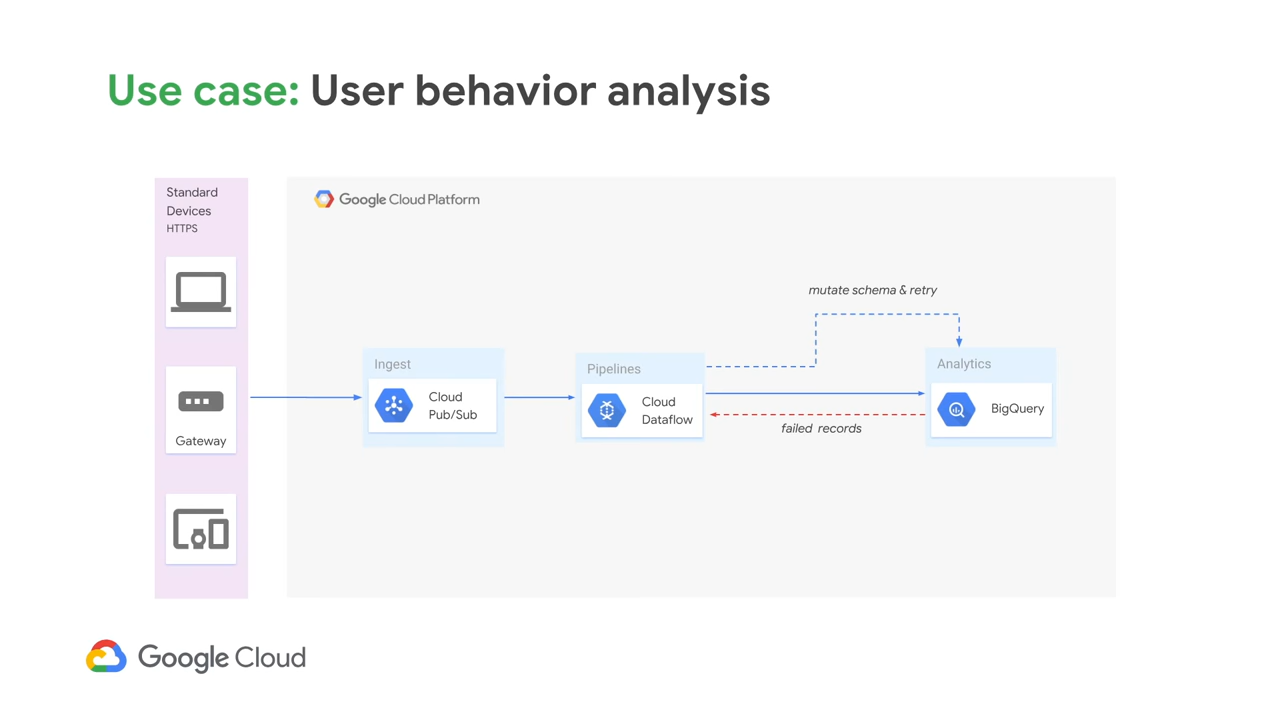 Use case: User behavior analysis
Standard
Devices
HTTPS
Gateway
Google Cloud Platform
Ingest
Cloud
Pub/Sub
Pipelines
Cloud
Dataflow
mutate schema & retry
failed records
Analytics
BigQuery
Google Cloud